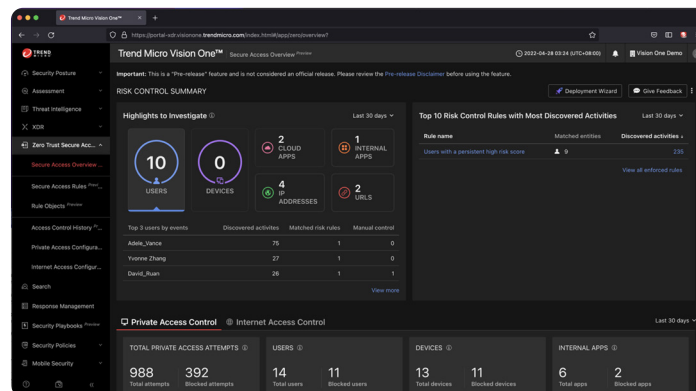 Trend Micro Vision One™
https://portal-sdr.visionone.trendmicro.com/index.html#/app/zero/overview?
TREND MICRO
Trend Micro Vision One™ Secure Access Overview Preview
2022-04-28 03:24 (UTC+08:00)
Vision One Demo
Important: This is a "Pre-release" feature and is not considered an official release. Please review the Pre-release Disclaimer before using the feature.
RISK CONTROL SUMMARY
Deployment Wizard
Give Feedback
Security Posture
Assessment
Threat Intelligence
XDR
Zero Trust Secure Acc...
Secure Access Overview ...
Secure Access Rules Prev...
Rule Objects Preview
Access Control History Pr...
Private Access Configura...
Internet Access Configur...
Search
Response Management
Security Playbooks Preview
Security Policies
Mobile Security
Highlights to Investigate
Last 30 days
10
USERS
0
DEVICES
2
CLOUD
APPS
1
INTERNAL
APPS
4
IP
ADDRESSES
2
URLS
Top 3 users by events Discovered activites Matched risk rules Manual control
Adele_Vance 75 1 0
Yvonne Zhang 27 1 0
David_Ruan 26 1 1
View more
Top 10 Risk Control Rules with Most Discovered Activities
Last 30 days
Rule name Matched entities Discovered activities
Users with a persistent high risk score 9 235
View all enforced rules
Private Access Control Internet Access Control
Last 30 days
TOTAL PRIVATE ACCESS ATTEMPTS
988 392
Total attempts Blocked attempts
USERS
14 11
Total users Blocked users
DEVICES
13 11
Total devices Blocked devices
INTERNAL APPS
6 2
Total apps Blocked apps